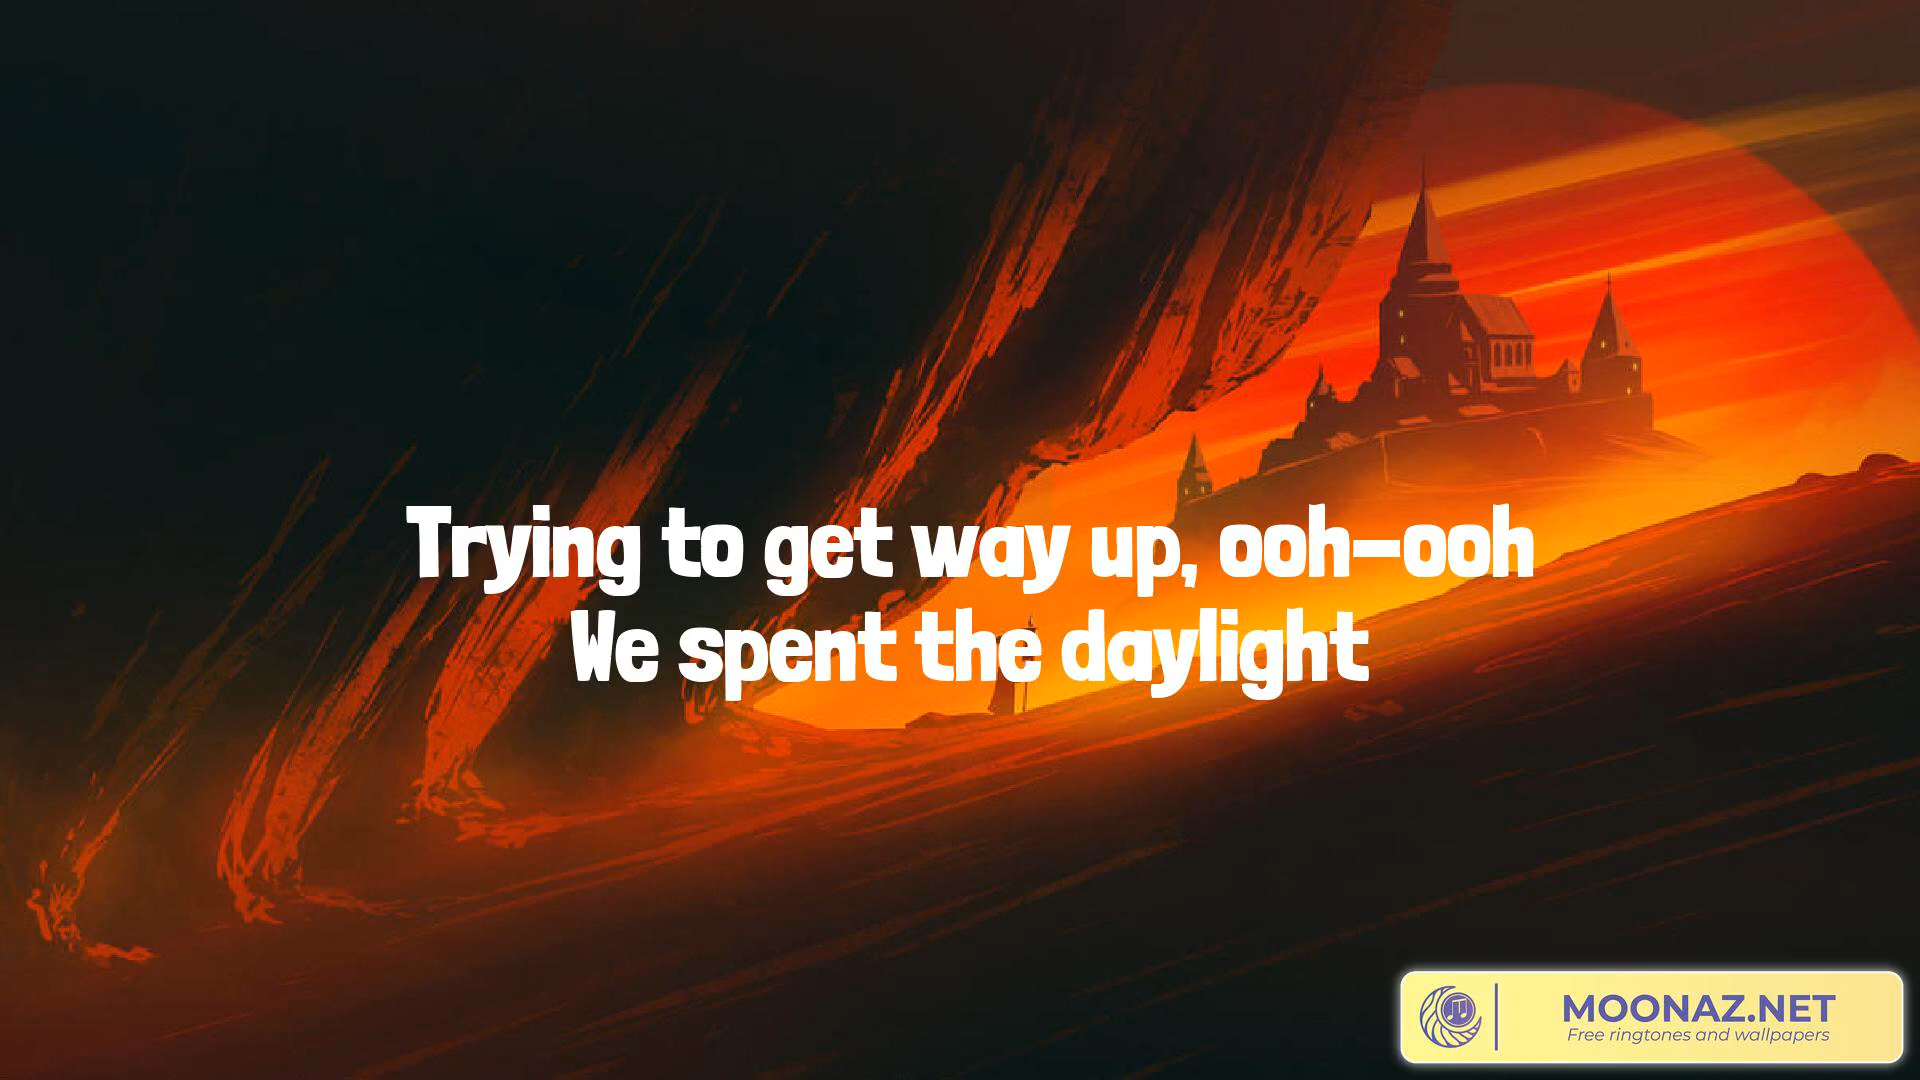 Trying to get way up, ooh-ooh
We spent the daylight
MOONAZ.NET
Free ringtones and wallpapers